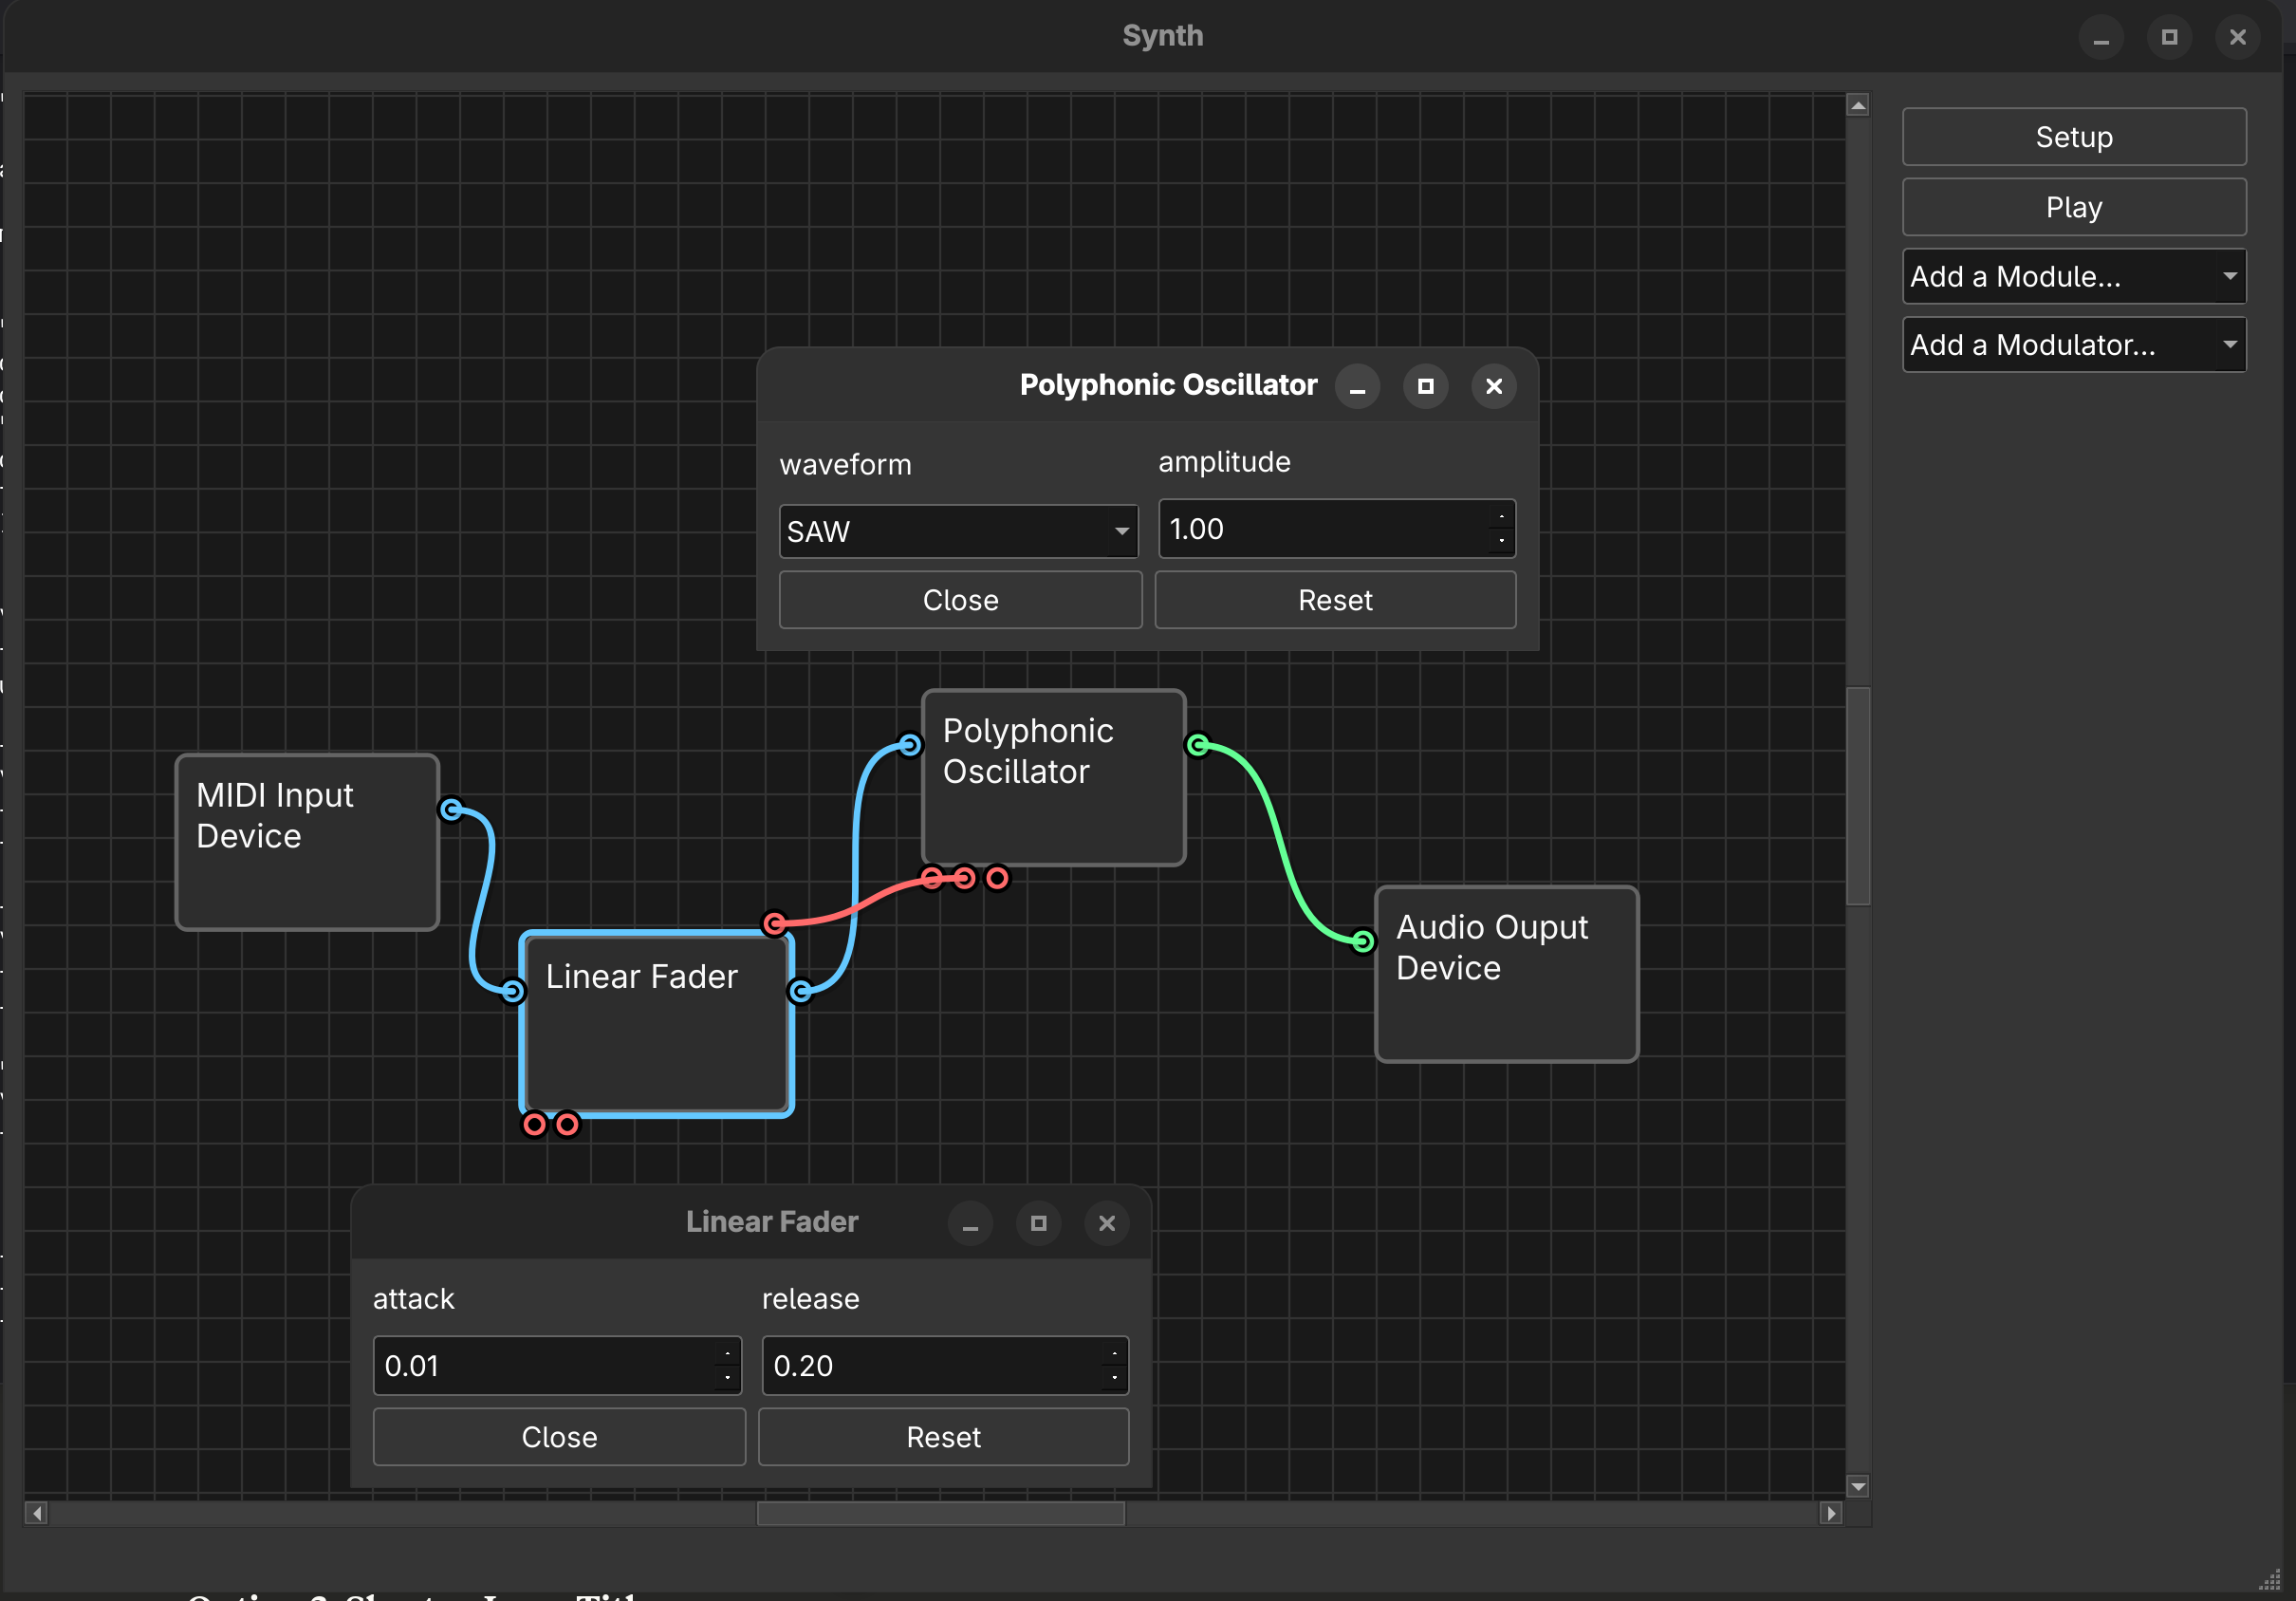 Synth
Setup
Play
Add a Module...
Add a Modulator...
Polyphonic Oscillator
waveform
amplitude
SAW
1.00
Close
Reset
Polyphonic
Oscillator
MIDI Input
Device
Linear Fader
Audio Ouput
Device
Linear Fader
attack
release
0.01
0.20
Close
Reset